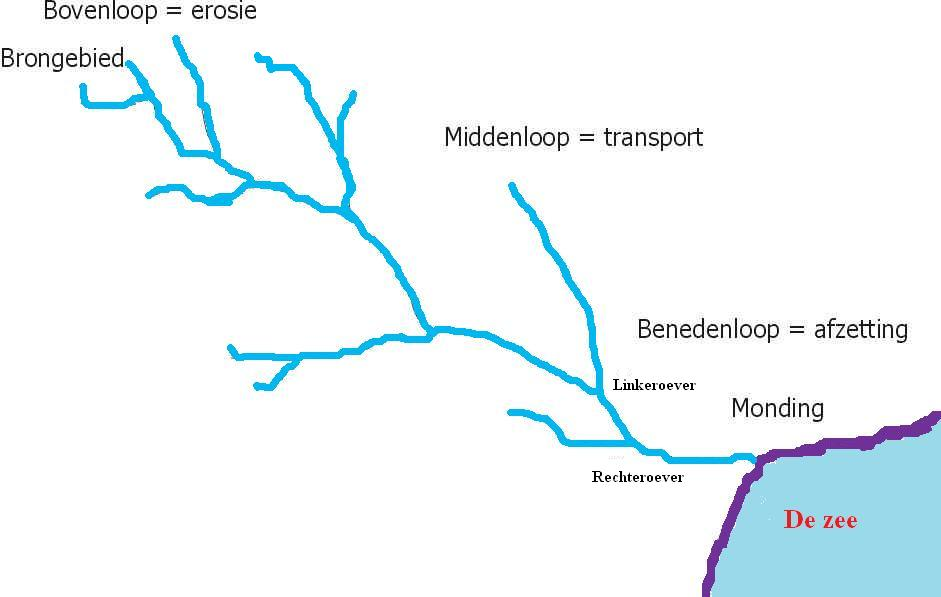 Bovenloop = erosie
Brongebied
Middenloop = transport
Benedenloop = afzetting
Linkeroever
Monding
Rechteroever
De zee